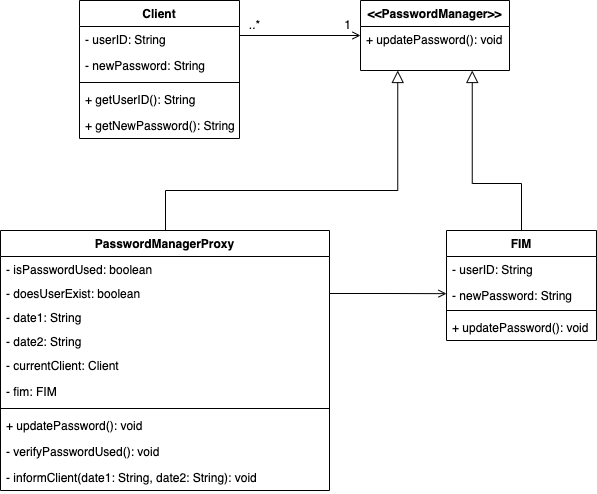 Client
- userID: String
- newPassword: String
+ getUserID(): String
+ getNewPassword(): String
..*
1
<<PasswordManager>>
+ updatePassword(): void
PasswordManagerProxy
- isPasswordUsed: boolean
- doesUserExist: boolean
- date1: String
- date2: String
- currentClient: Client
- fim: FIM
+ updatePassword(): void
- verifyPasswordUsed(): void
- informClient(date1: String, date2: String): void
FIM
- userID: String
- newPassword: String
+ updatePassword(): void